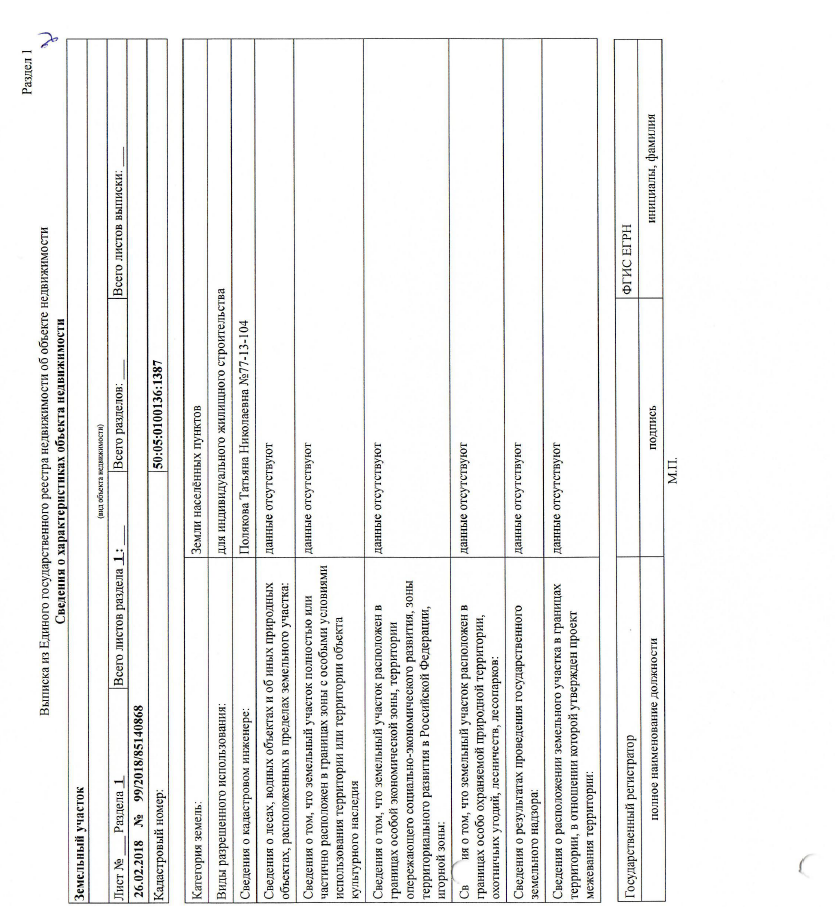 Раздел 1
2
Выписка из Единого государственного реестра недвижимости об объекте недвижимости
Сведения о характеристиках объекта недвижимости
Земельный участок
(вид объекта недвижимости)
Лист № ___ Раздела 1
Всего листов раздела 1 : ___
Всего разделов: ___
Всего листов выписки: ___
26.02.2018 № 99/2018/85140868
Кадастровый номер:
50:05:0100136:1387
Категория земель:
Земли населённых пунктов
Виды разрешенного использования:
для индивидуального жилищного строительства
Сведения о кадастровом инженере:
Полякова Татьяна Николаевна №77-13-104
Сведения о лесах, водных объектах и об иных природных
объектах, расположенных в пределах земельного участка:
данные отсутствуют
Сведения о том, что земельный участок полностью или
частично расположен в границах зоны с особыми условиями
использования территории или территории объекта
культурного наследия
данные отсутствуют
Сведения о том, что земельный участок расположен в
границах особой экономической зоны, территории
опережающего социально-экономического развития, зоны
территориального развития в Российской Федерации,
игорной зоны:
данные отсутствуют
Св ия о том, что земельный участок расположен в
границах особо охраняемой природной территории,
охотничьих угодий, лесничеств, лесопарков:
данные отсутствуют
Сведения о результатах проведения государственного
земельного надзора:
данные отсутствуют
Сведения о расположении земельного участка в границах
территории, в отношении которой утвержден проект
межевания территории:
данные отсутствуют
Государственный регистратор
ФГИС ЕГРН
полное наименование должности
подпись
инициалы, фамилия
М.П.